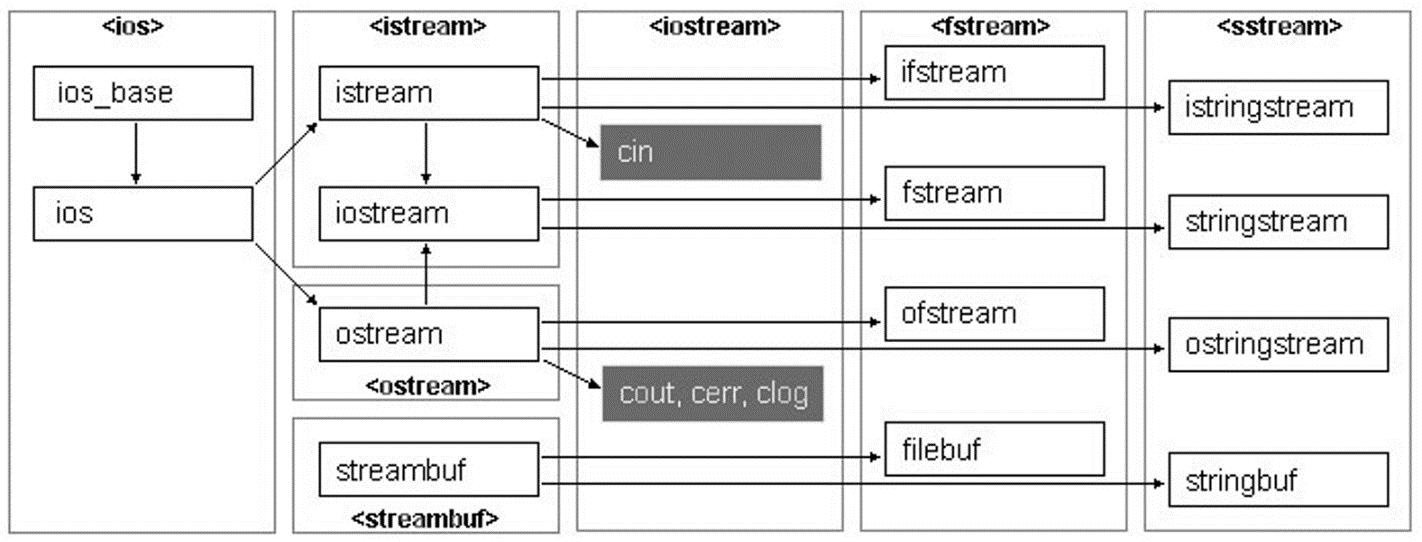 <ios>
ios_base
ios
<istream>
istream
iostream
ostream
<ostream>
streambuf
<streambuf>
<iostream>
cin
cout, cerr, clog
<fstream>
ifstream
fstream
ofstream
filebuf
<sstream>
istringstream
stringstream
ostringstream
stringbuf